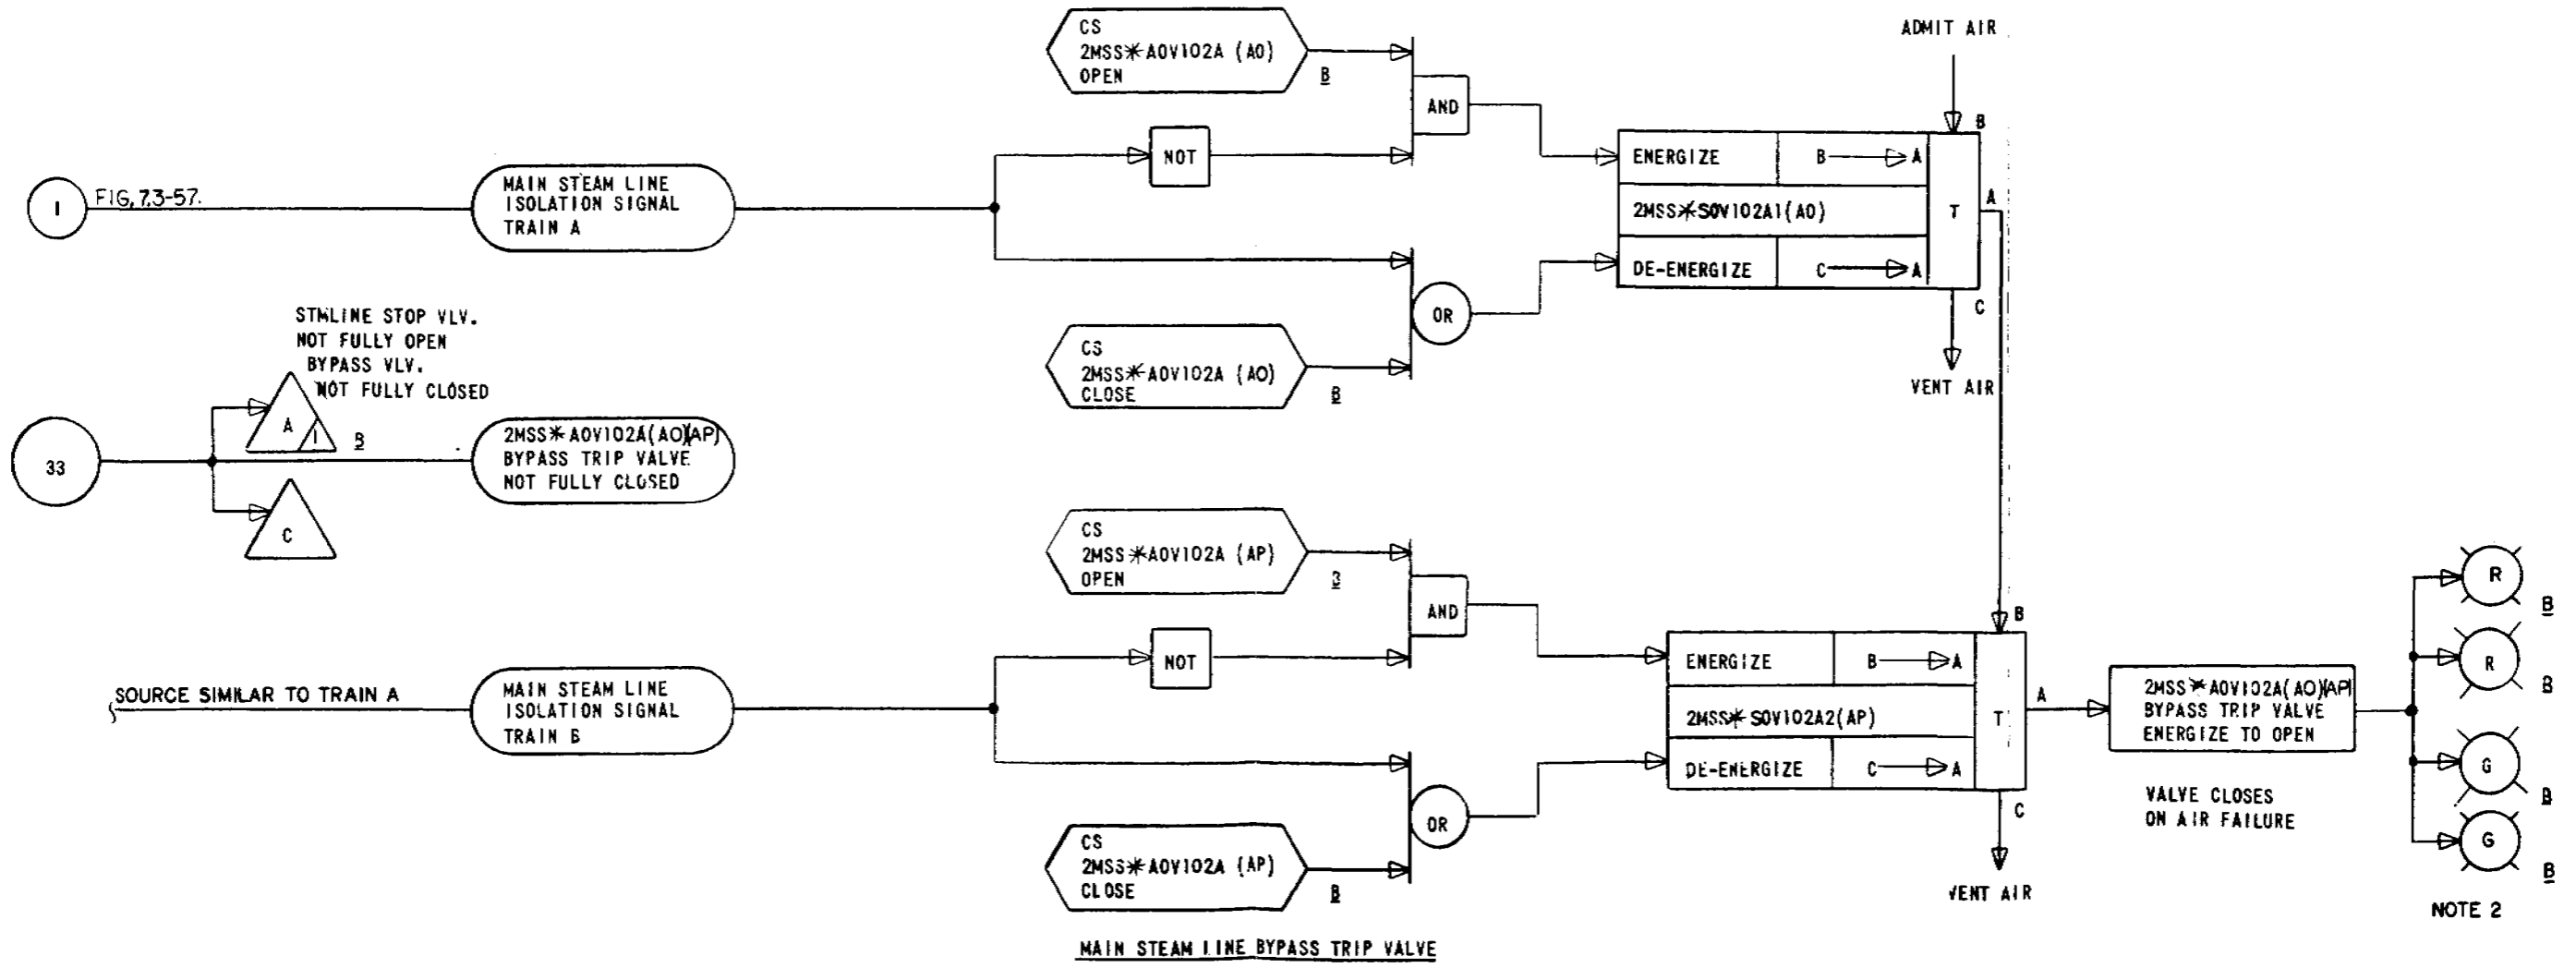 CS
2MSS*AOV102A (AO)
OPEN
B
AND
ADMIT AIR
B
NOT
ENERGIZE
B A
1
FIG. 7.3-57.
MAIN STEAM LINE
ISOLATION SIGNAL
TRAIN A
2MSS*SOV102A1(AO)
T
A
DE-ENERGIZE
C A
C
OR
VENT AIR
CS
2MSS*AOV102A (AO)
CLOSE
B
STMLINE STOP VLV.
NOT FULLY OPEN
BYPASS VLV.
NOT FULLY CLOSED
A
1
B
33
2MSS*AOV102A(AO)(AP)
BYPASS TRIP VALVE
NOT FULLY CLOSED
C
CS
2MSS*AOV102A (AP)
OPEN
B
AND
B
NOT
ENERGIZE
B A
SOURCE SIMILAR TO TRAIN A
MAIN STEAM LINE
ISOLATION SIGNAL
TRAIN B
2MSS*SOV102A2(AP)
T
A
DE-ENERGIZE
C A
C
OR
VENT AIR
CS
2MSS*AOV102A (AP)
CLOSE
B
2MSS*AOV102A(AO)(AP)
BYPASS TRIP VALVE
ENERGIZE TO OPEN
VALVE CLOSES
ON AIR FAILURE
R
B
R
B
G
B
G
B
NOTE 2
MAIN STEAM LINE BYPASS TRIP VALVE